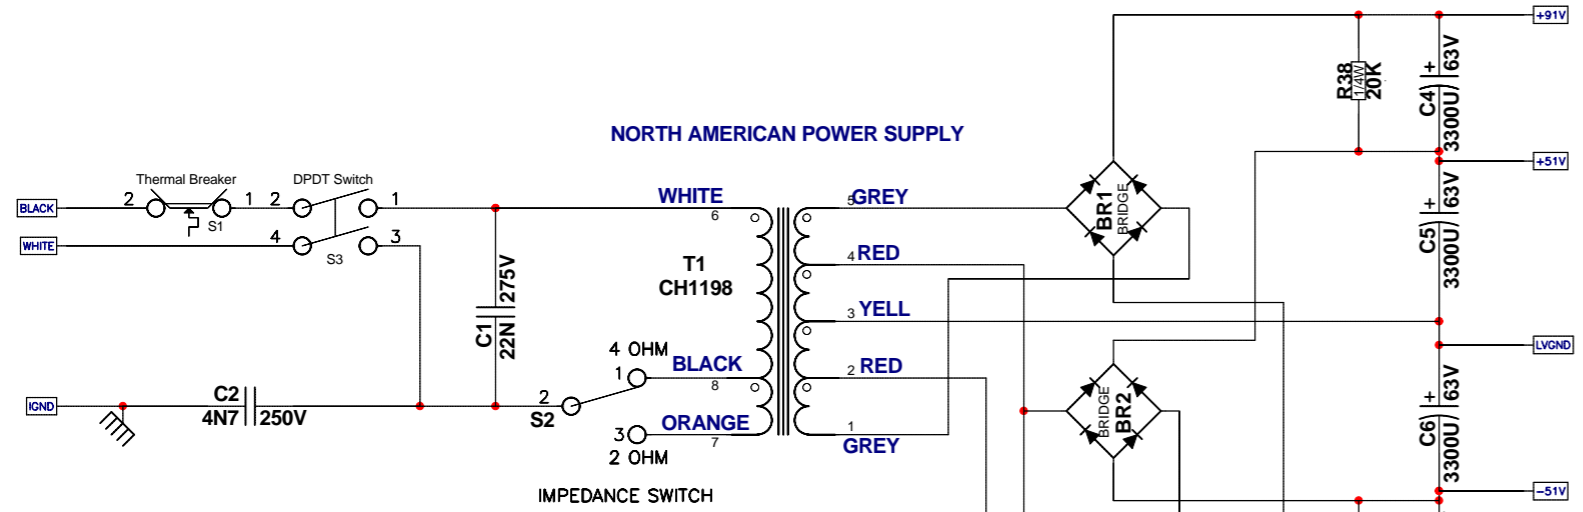 +91V
R38
1/4W
20K
+
63V
C4
3300U
NORTH AMERICAN POWER SUPPLY
+51V
Thermal Breaker
DPDT Switch
BLACK
2
1
2
1
S1
WHITE
4
3
S3
WHITE
6
5
GREY
BR1
BRIDGE
+
63V
C5
3300U
T1
CH1198
4
RED
275V
C1
22N
3
YELL
LVGND
4 OHM
1
BLACK
8
2
RED
BRIDGE
BR2
+
63V
C6
3300U
IGND
C2
4N7
250V
2
S2
3
ORANGE
7
2 OHM
1
GREY
IMPEDANCE SWITCH
-51V